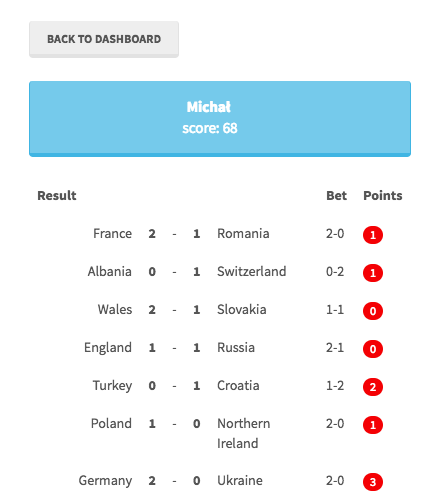 BACK TO DASHBOARD
Michał
score: 68
Result Bet Points
France 2 - 1 Romania 2-0 1
Albania 0 - 1 Switzerland 0-2 1
Wales 2 - 1 Slovakia 1-1 0
England 1 - 1 Russia 2-1 0
Turkey 0 - 1 Croatia 1-2 2
Poland 1 - 0 Northern 2-0 1
Ireland
Germany 2 - 0 Ukraine 2-0 3